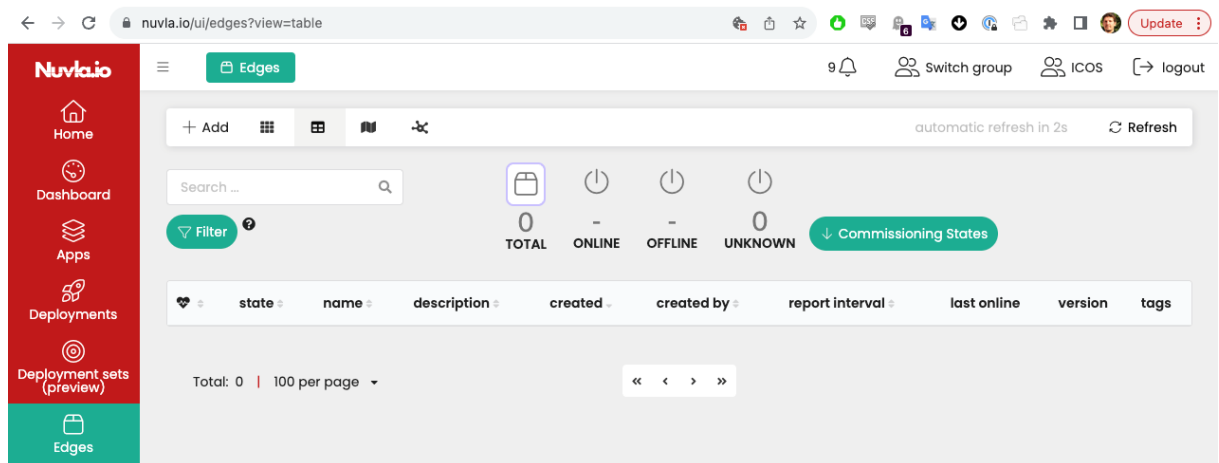 nuvla.io/ui/edges?view=table
6
Update
Nuvla.io
Edges
9
Switch group
ICOS
logout
Home
Dashboard
Apps
Deployments
Deployment sets
(preview)
Edges
+ Add
automatic refresh in 2s
Refresh
Search ...
Filter
0
TOTAL
-
ONLINE
-
OFFLINE
0
UNKNOWN
↓ Commissioning States
state name description created created by report interval last online version tags
Total: 0 | 100 per page
« ‹ › »